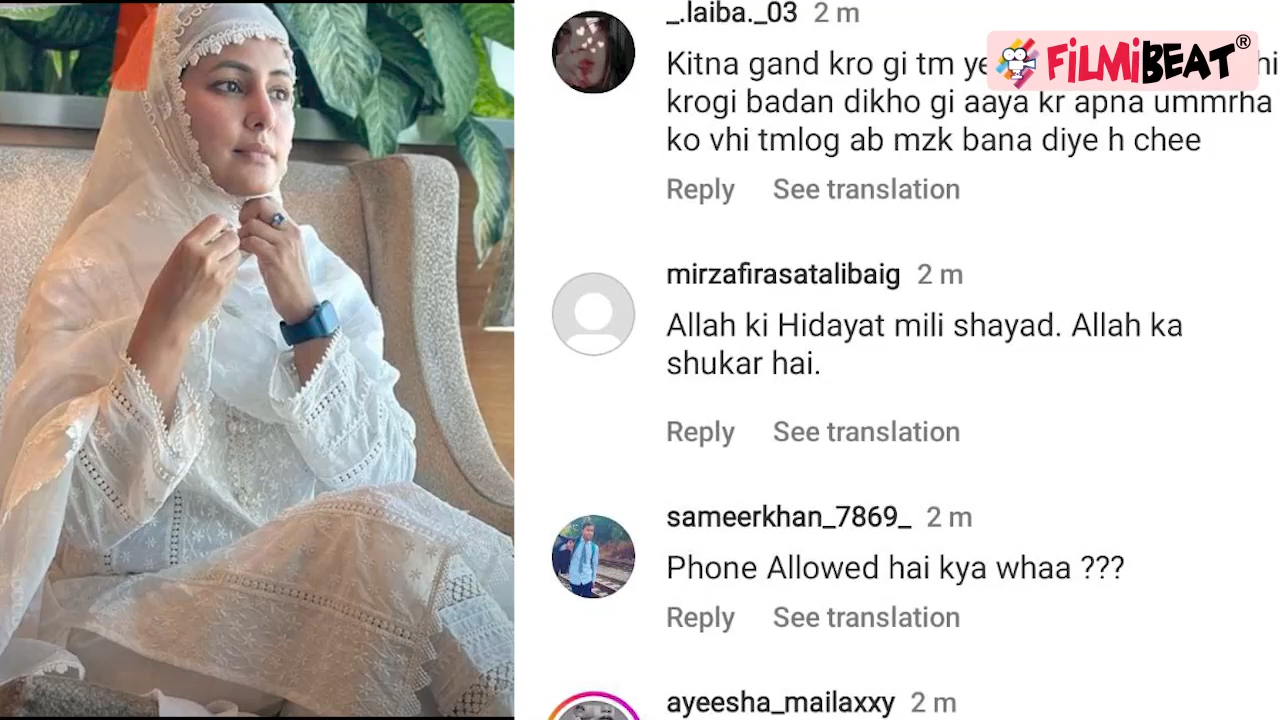 _.laiba._03 2 m
FiLMiBEAT®
Kitna gand kro gi tm ye hi
krogi badan dikho gi aaya kr apna ummrha
ko vhi tmlog ab mzk bana diye h chee
Reply See translation
mirzafirasatalibaig 2 m
Allah ki Hidayat mili shayad. Allah ka
shukar hai.
Reply See translation
sameerkhan_7869_ 2 m
Phone Allowed hai kya whaa ???
Reply See translation
ayeesha_mailaxxy 2 m